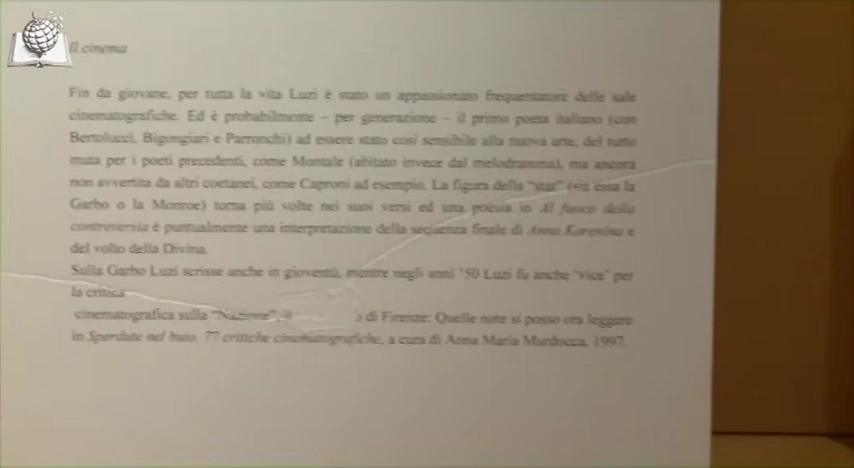 Il cinema
Fin da giovane, per tutta la vita Luzi è stato un appassionato frequentatore delle sale
cinematografiche. Ed è probabilmente – per generazione – il primo poeta italiano (con
Bertolucci, Bigongiari e Parronchi) ad essere stato così sensibile alla nuova arte, del tutto
muta per i poeti precedenti, come Montale (abitato invece dal melodramma), ma ancora
non avvertita da altri coetanei, come Caproni ad esempio. La figura della "star" (sia essa la
Garbo o la Monroe) torna più volte nei suoi versi ed una poesia in Al fuoco della
controversia è puntualmente una interpretazione della sequenza finale di Anna Karenina e
del volto della Divina.
Sulla Garbo Luzi scrisse anche in gioventù, mentre negli anni '50 Luzi fu anche "vice" per
la critica
cinematografica sulla "Nazione", di Firenze: Quelle note si posso ora leggere
in Sperdute nel buio. 77 critiche cinematografiche, a cura di Anna Maria Murdocca, 1997.